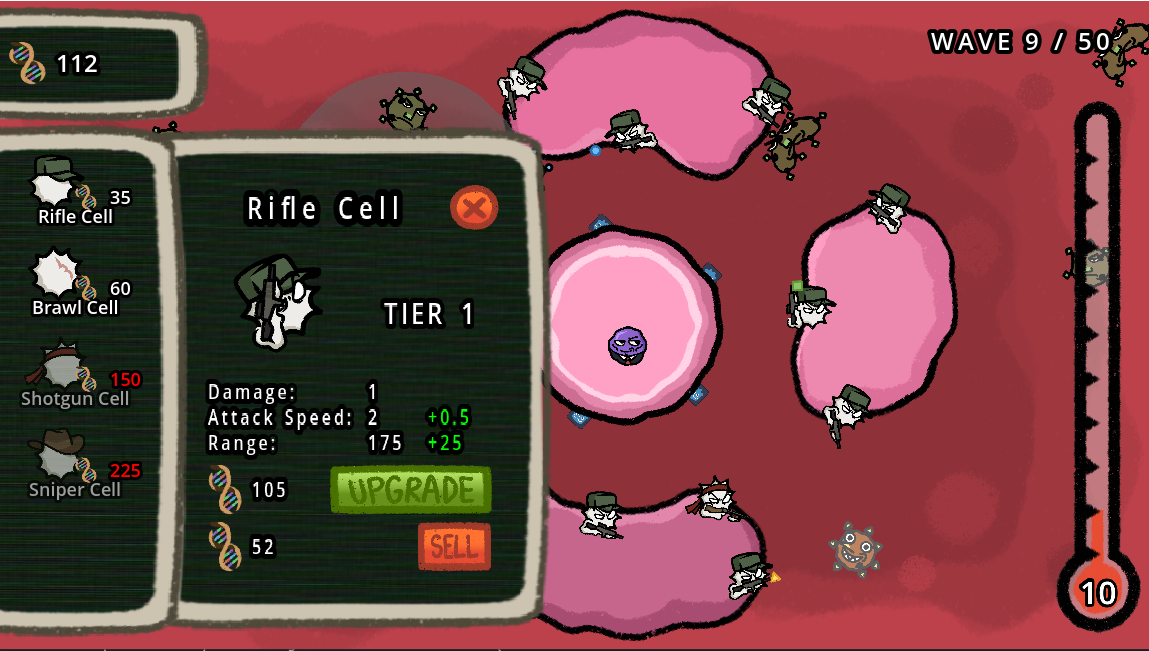 112
WAVE 9 / 50
35
Rifle Cell
60
Brawl Cell
150
Shotgun Cell
225
Sniper Cell
Rifle Cell
TIER 1
Damage: 1
Attack Speed: 2 +0.5
Range: 175 +25
105 UPGRADE
52 SELL
10